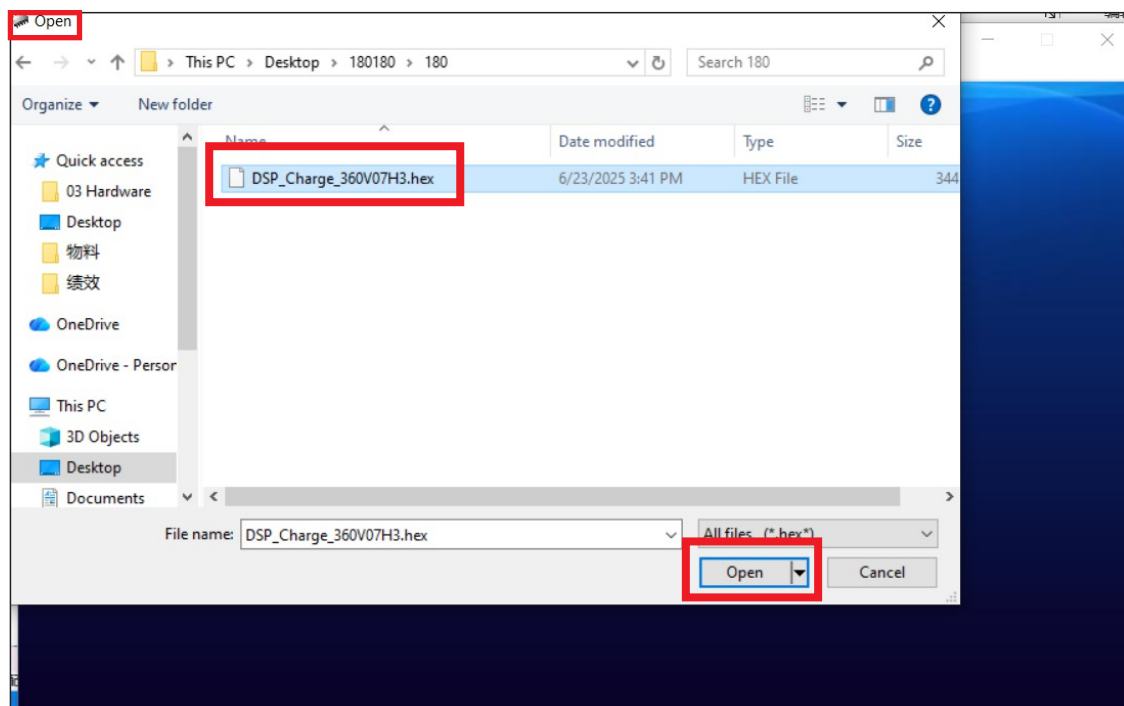 Open
This PC > Desktop > 180180 > 180
Search 180
Organize
New folder
Name
Date modified
Type
Size
Quick access
DSP_Charge_360V07H3.hex
6/23/2025 3:41 PM
HEX File
344
03 Hardware
Desktop
物料
绩效
OneDrive
OneDrive - Person
This PC
3D Objects
Desktop
Documents
File name:
DSP_Charge_360V07H3.hex
All files (*.hex*)
Open
Cancel